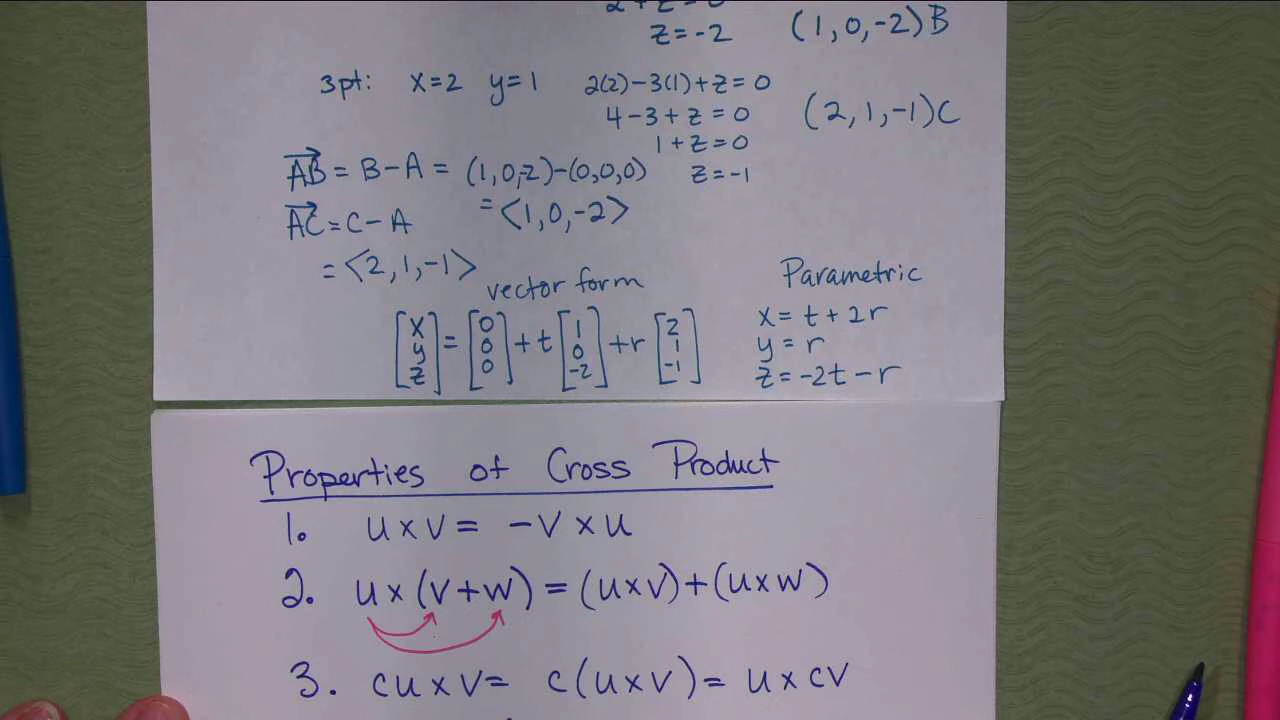 2 + z = 0
z = -2 (1, 0, -2) B
3pt: x=2 y=1 2(2)-3(1)+z=0
4-3+z=0 (2, 1, -1) C
1+z=0
AB = B-A = (1,0,-2)-(0,0,0) z=-1
= <1, 0, -2>
AC = C-A
= <2, 1, -1>
vector form Parametric
[x y z] = [0 0 0] + t [1 0 -2] + r [2 1 -1]
x = t + 2r
y = r
z = -2t - r
Properties of Cross Product
1. u × v = -v × u
2. u × (v + w) = (u×v) + (u×w)
3. cu × v = c(u×v) = u × cv